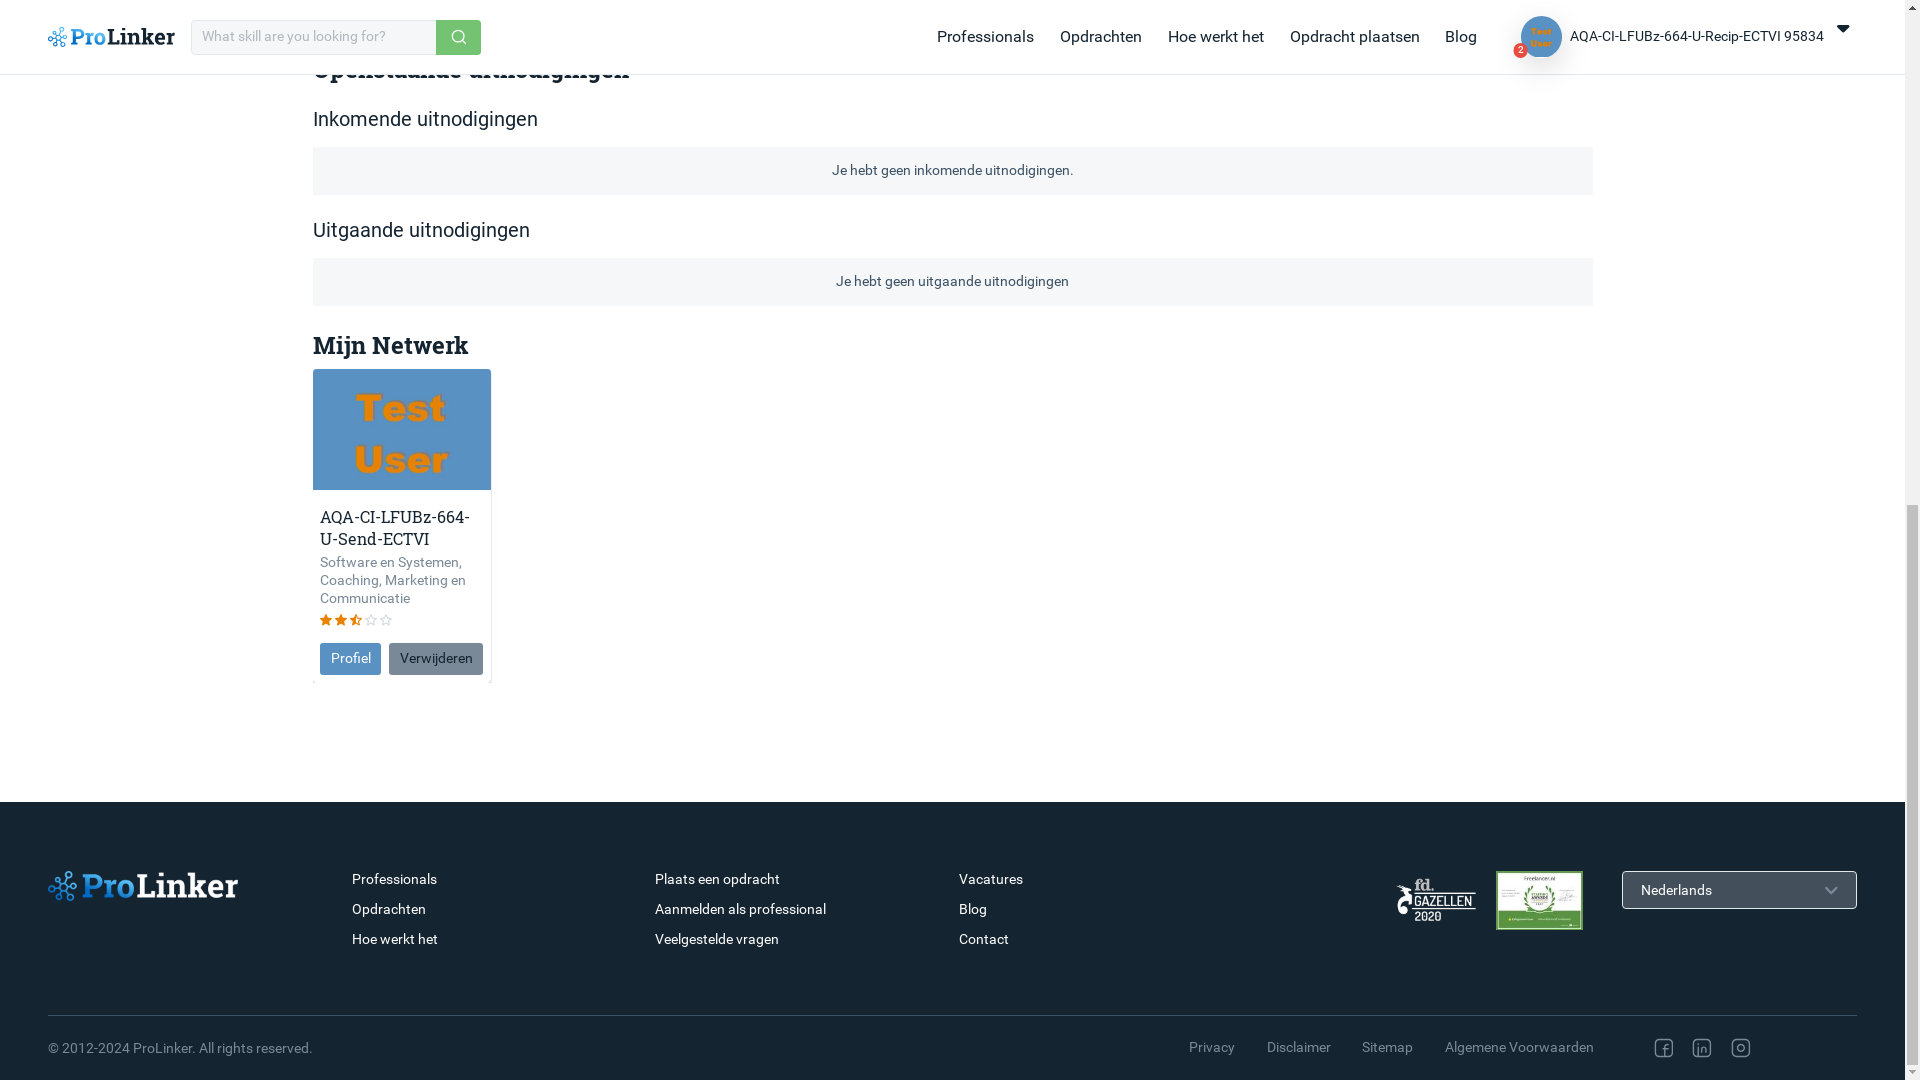 ProLinker
What skill are you looking for?
Professionals
Opdrachten
Hoe werkt het
Opdracht plaatsen
Blog
Test
User
2
AQA-CI-LFUBz-664-U-Recip-ECTVI 95834
Openstaande uitnodigingen
Inkomende uitnodigingen
Je hebt geen inkomende uitnodigingen.
Uitgaande uitnodigingen
Je hebt geen uitgaande uitnodigingen
Mijn Netwerk
Test
User
AQA-CI-LFUBz-664-
U-Send-ECTVI
Software en Systemen,
Coaching, Marketing en
Communicatie
Profiel
Verwijderen
ProLinker
Professionals
Opdrachten
Hoe werkt het
Plaats een opdracht
Aanmelden als professional
Veelgestelde vragen
Vacatures
Blog
Contact
fd.
GAZELLEN
2020
Freelancer.nl
Nederlands
© 2012-2024 ProLinker. All rights reserved.
Privacy
Disclaimer
Sitemap
Algemene Voorwaarden